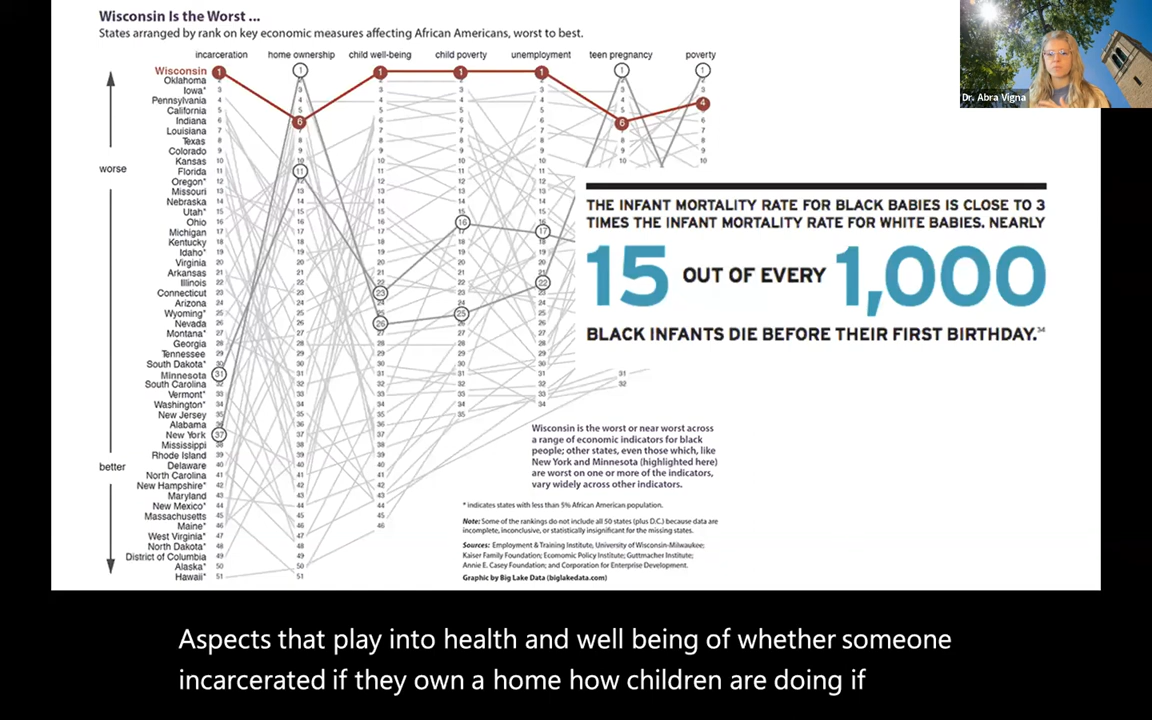 Wisconsin Is the Worst ...
States arranged by rank on key economic measures affecting African Americans, worst to best.
incarceration home ownership child well-being child poverty unemployment teen pregnancy poverty
Dr. Abra Vigna
worse
better
Wisconsin 1 6 1 1 1 6 4
Oklahoma
Iowa*
Pennsylvania
California
Indiana
Louisiana
Texas
Colorado
Kansas
Florida
Oregon*
Missouri
Nebraska
Utah*
Ohio
Michigan
Kentucky
Idaho*
Virginia
Arkansas
Illinois
Connecticut
Arizona
Wyoming*
Nevada
Montana*
Georgia
Tennessee
South Dakota*
Minnesota 31
South Carolina
Vermont*
Washington*
New Jersey
Alabama
New York 37
Mississippi
Rhode Island
Delaware
North Carolina
New Hampshire*
Maryland
New Mexico*
Massachusetts
Maine*
West Virginia*
North Dakota*
District of Columbia
Alaska*
Hawaii*
THE INFANT MORTALITY RATE FOR BLACK BABIES IS CLOSE TO 3
TIMES THE INFANT MORTALITY RATE FOR WHITE BABIES. NEARLY
15 OUT OF EVERY 1,000
BLACK INFANTS DIE BEFORE THEIR FIRST BIRTHDAY.34
Wisconsin is the worst or near worst across
a range of economic indicators for black
people; other states, even those which, like
New York and Minnesota (highlighted here)
are worst on one or more of the indicators,
vary widely across other indicators.
* indicates states with less than 5% African American population.
Note: Some of the rankings do not include all 50 states (plus D.C.) because data are
incomplete, inconclusive, or statistically insignificant for the missing states.
Sources: Employment & Training Institute, University of Wisconsin-Milwaukee;
Kaiser Family Foundation; Economic Policy Institute; Guttmacher Institute;
Annie E. Casey Foundation; and Corporation for Enterprise Development.
Graphic by Big Lake Data (biglakedata.com)
Aspects that play into health and well being of whether someone
incarcerated if they own a home how children are doing if